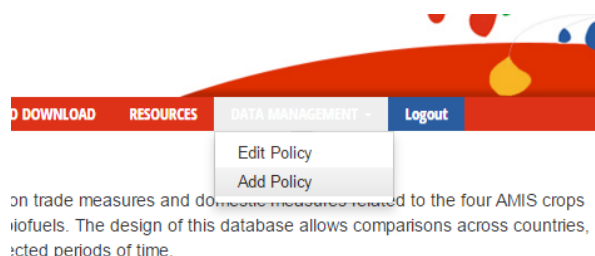 D DOWNLOAD RESOURCES DATA MANAGEMENT Logout
Edit Policy
Add Policy
on trade measures and domestic measures related to the four AMIS crops
biofuels. The design of this database allows comparisons across countries,
ected periods of time.